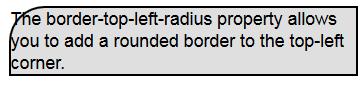 The border-top-left-radius property allows
you to add a rounded border to the top-left
corner.